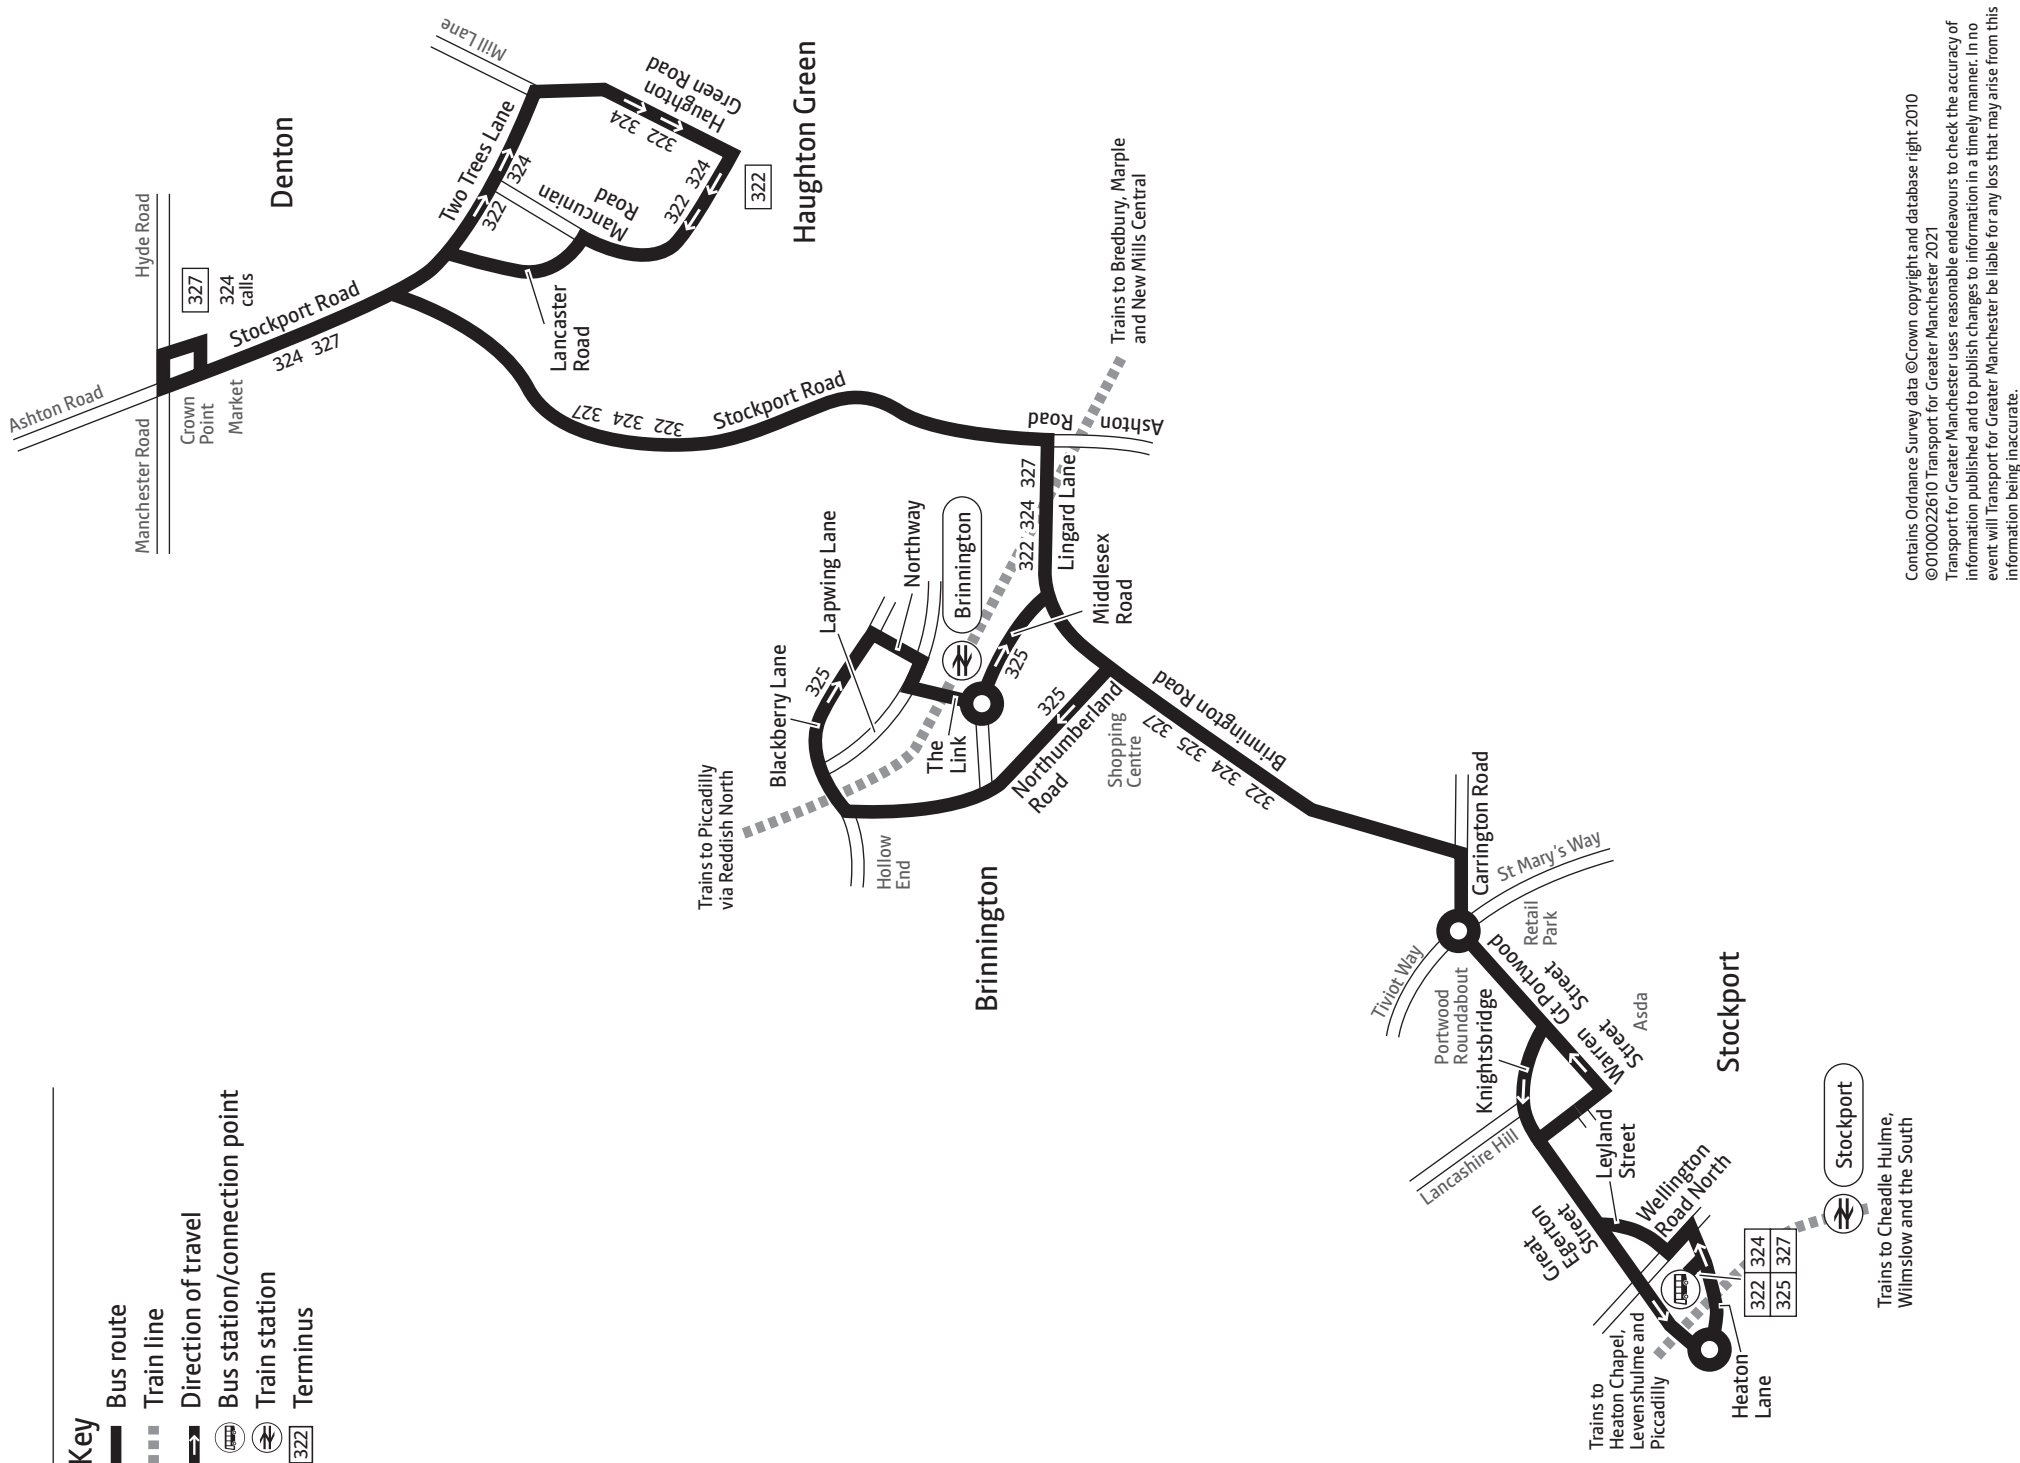 Key
Bus route
Train line
Direction of travel
Bus station/connection point
Train station
322
Terminus
Ashton Road
Manchester Road
Hyde Road
Crown
Point
Market
327
324
calls
Denton
Stockport Road
324 327
Two Trees Lane
322
324
Mill Lane
Haughton
Green Road
324
322
324
322
322
Mancunian
Road
Haughton Green
Lancaster
Road
322 324 327
Stockport Road
Ashton
Road
Trains to Bredbury, Marple
and New Mills Central
322 324 327
Lingard Lane
Middlesex
Road
Brinnington
Northway
Lapwing Lane
Blackberry Lane
325
325
325
The
Link
Northumberland
Road
Shopping
Centre
Trains to Piccadilly
via Reddish North
Hollow
End
Brinnington
Brinnington Road
322 324 325 327
Carrington Road
St Mary's Way
Retail
Park
Tiviot Way
Portwood
Roundabout
Gt Portwood
Street
Knightsbridge
Warren
Street
Asda
Stockport
Lancashire Hill
Leyland
Street
Great
Egerton
Street
Wellington
Road North
322 324
325 327
Stockport
Trains to Cheadle Hulme,
Wilmslow and the South
Trains to
Heaton Chapel,
Levenshulme and
Piccadilly
Heaton
Lane
Contains Ordnance Survey data ©Crown copyright and database right 2010
©0100022610 Transport for Greater Manchester 2021
Transport for Greater Manchester uses reasonable endeavours to check the accuracy of
information published and to publish changes to information in a timely manner. In no
event will Transport for Greater Manchester be liable for any loss that may arise from this
information being inaccurate.